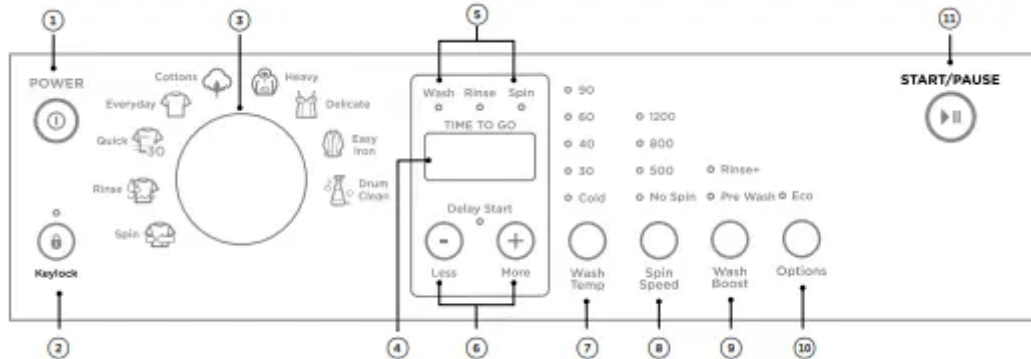 1
3
5
11
POWER
Cottons
Heavy
Everyday
Delicate
Quick
30
Easy
Iron
Rinse
Drum
Clean
Spin
Keylock
Wash Rinse Spin
TIME TO GO
Delay Start
-
+
Less
More
90
60
40
30
Cold
Wash
Temp
1200
800
500
No Spin
Spin
Speed
Rinse+
Pre Wash
Wash
Boost
Eco
Options
START/PAUSE
2
4
6
7
8
9
10